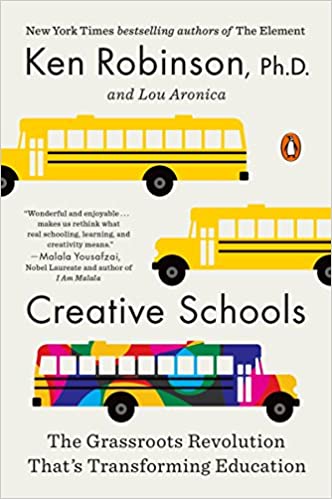 New York Times bestselling authors of The Element
Ken Robinson, Ph.D.
and Lou Aronica
"Wonderful and enjoyable . . .
makes us rethink what
real schooling, learning, and
creativity means."
—Malala Yousafzai,
Nobel Laureate and author of
I Am Malala
Creative Schools
The Grassroots Revolution
That's Transforming Education